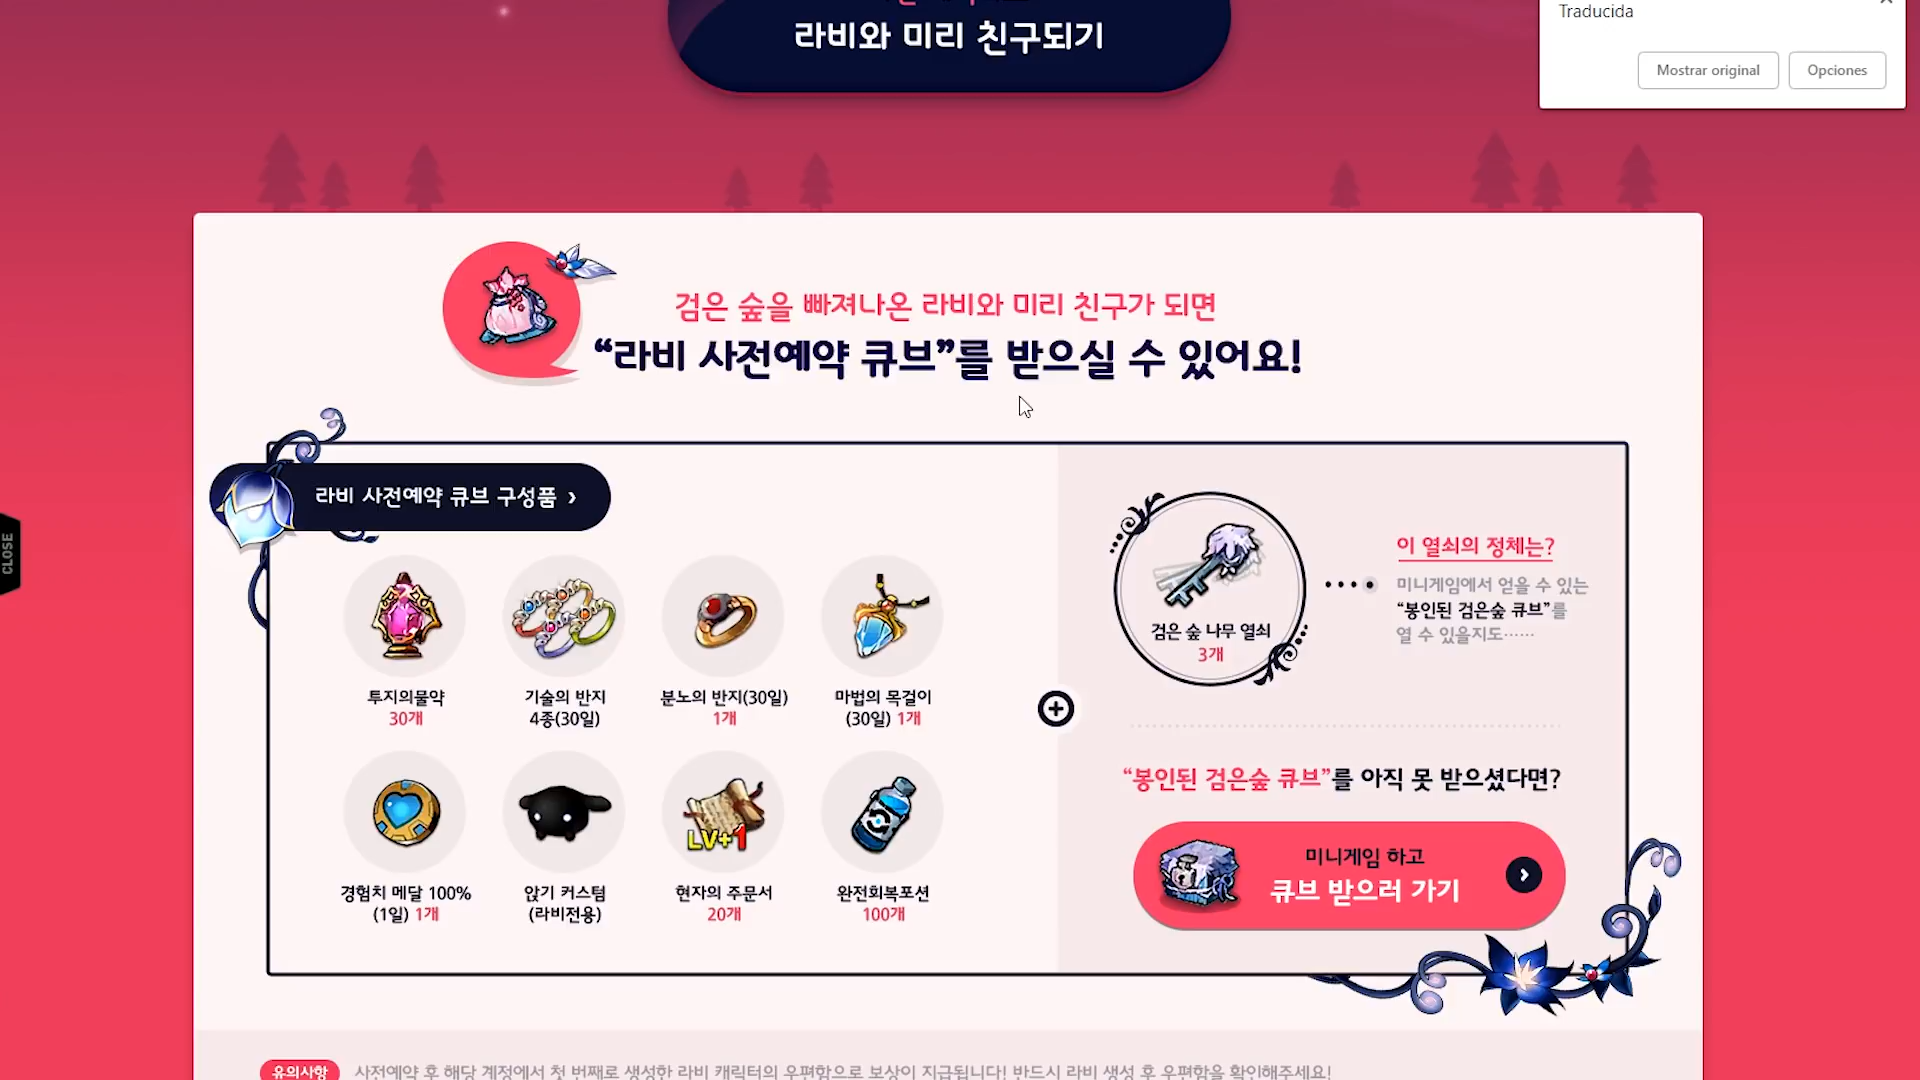 라비와 미리 친구되기
Traducida
Mostrar original
Opciones
검은 숲을 빠져나온 라비와 미리 친구가 되면
“라비 사전예약 큐브”를 받으실 수 있어요!
CLOSE
라비 사전예약 큐브 구성품 ›
투지의물약
30개
기술의 반지
4종(30일)
분노의 반지(30일)
1개
마법의 목걸이
(30일) 1개
경험치 메달 100%
(1일) 1개
앉기 커스텀
(라비전용)
LV+1
현자의 주문서
20개
완전회복포션
100개
검은 숲 나무 열쇠
3개
이 열쇠의 정체는?
미니게임에서 얻을 수 있는
“봉인된 검은숲 큐브”를
열 수 있을지도……
“봉인된 검은숲 큐브”를 아직 못 받으셨다면?
미니게임 하고
큐브 받으러 가기
유의사항
사전예약 후 해당 계정에서 첫 번째로 생성한 라비 캐릭터의 우편함으로 보상이 지급됩니다! 반드시 라비 생성 후 우편함을 확인해주세요!